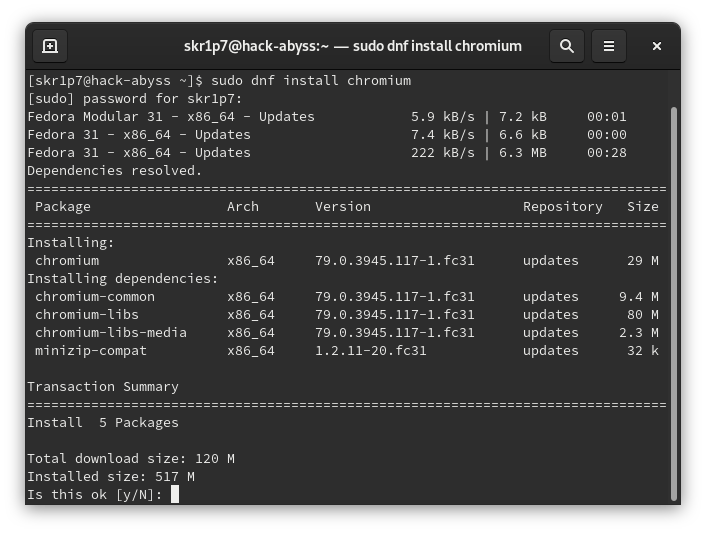 skr1p7@hack-abyss:~ — sudo dnf install chromium
[skr1p7@hack-abyss ~]$ sudo dnf install chromium
[sudo] password for skr1p7:
Fedora Modular 31 - x86_64 - Updates            5.9 kB/s | 7.2 kB     00:01
Fedora 31 - x86_64 - Updates                    7.4 kB/s | 6.6 kB     00:00
Fedora 31 - x86_64 - Updates                    222 kB/s | 6.3 MB     00:28
Dependencies resolved.
================================================================================
 Package                 Arch       Version                   Repository   Size
================================================================================
Installing:
 chromium                x86_64     79.0.3945.117-1.fc31      updates      29 M
Installing dependencies:
 chromium-common         x86_64     79.0.3945.117-1.fc31      updates     9.4 M
 chromium-libs           x86_64     79.0.3945.117-1.fc31      updates      80 M
 chromium-libs-media     x86_64     79.0.3945.117-1.fc31      updates     2.3 M
 minizip-compat          x86_64     1.2.11-20.fc31            updates      32 k

Transaction Summary
================================================================================
Install  5 Packages

Total download size: 120 M
Installed size: 517 M
Is this ok [y/N]: